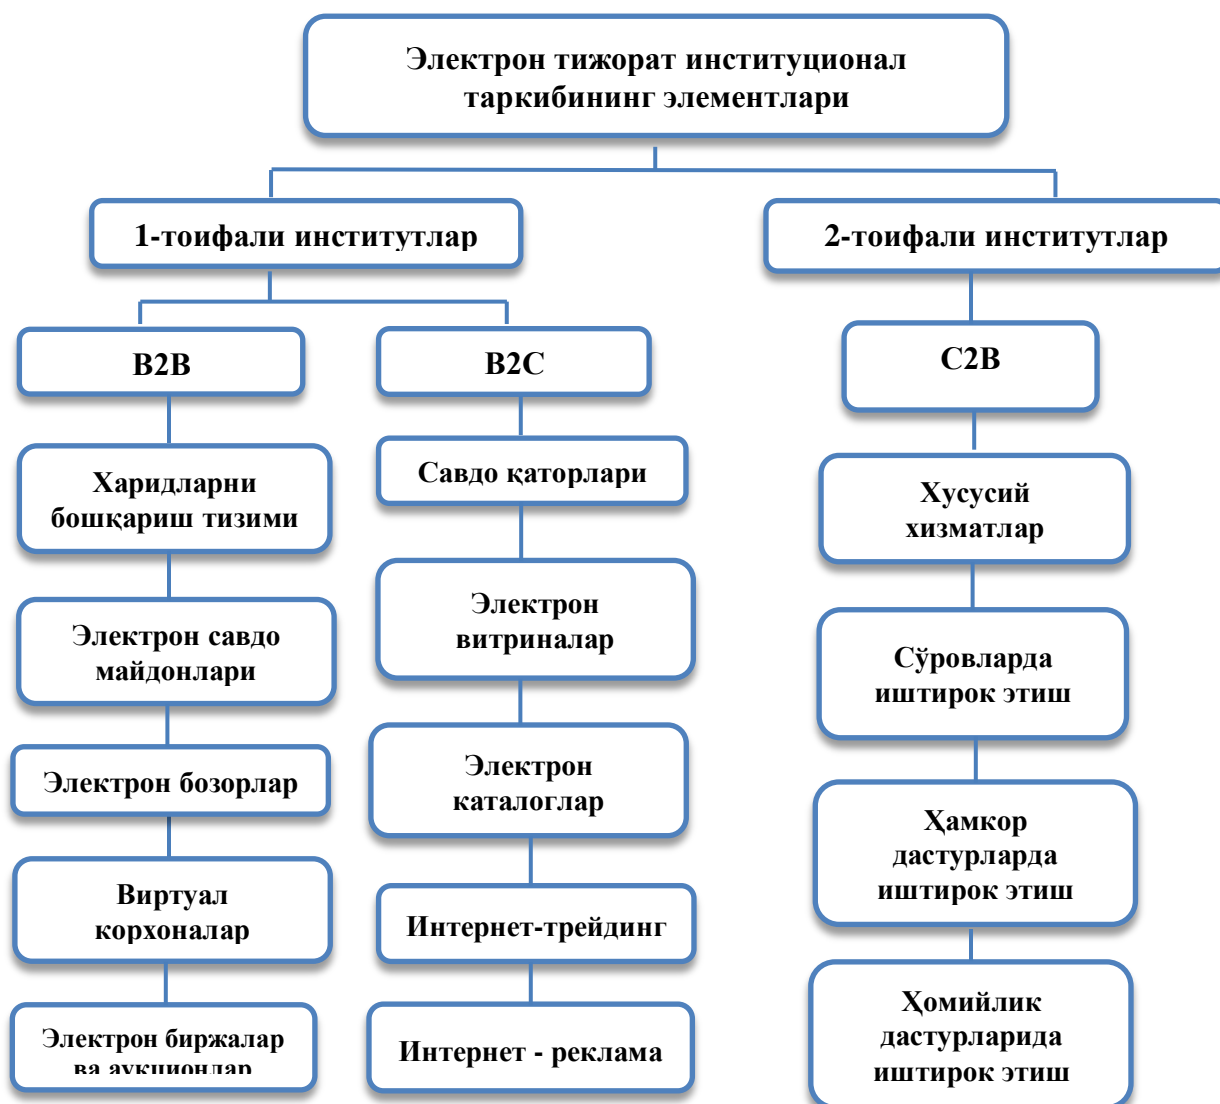 Электрон тижорат институционал
таркибининг элементлари
1-тоифали институтлар
2-тоифали институтлар
B2B
B2C
C2B
Харидларни
бошқариш тизими
Электрон савдо
майдонлари
Электрон бозорлар
Виртуал
корхоналар
Электрон биржалар
ва аукционлар
Савдо қаторлари
Электрон
витриналар
Электрон
каталоглар
Интернет-трейдинг
Интернет - реклама
Хусусий
хизматлар
Сўровларда
иштирок этиш
Ҳамкор
дастурларда
иштирок этиш
Ҳомийлик
дастурларида
иштирок этиш